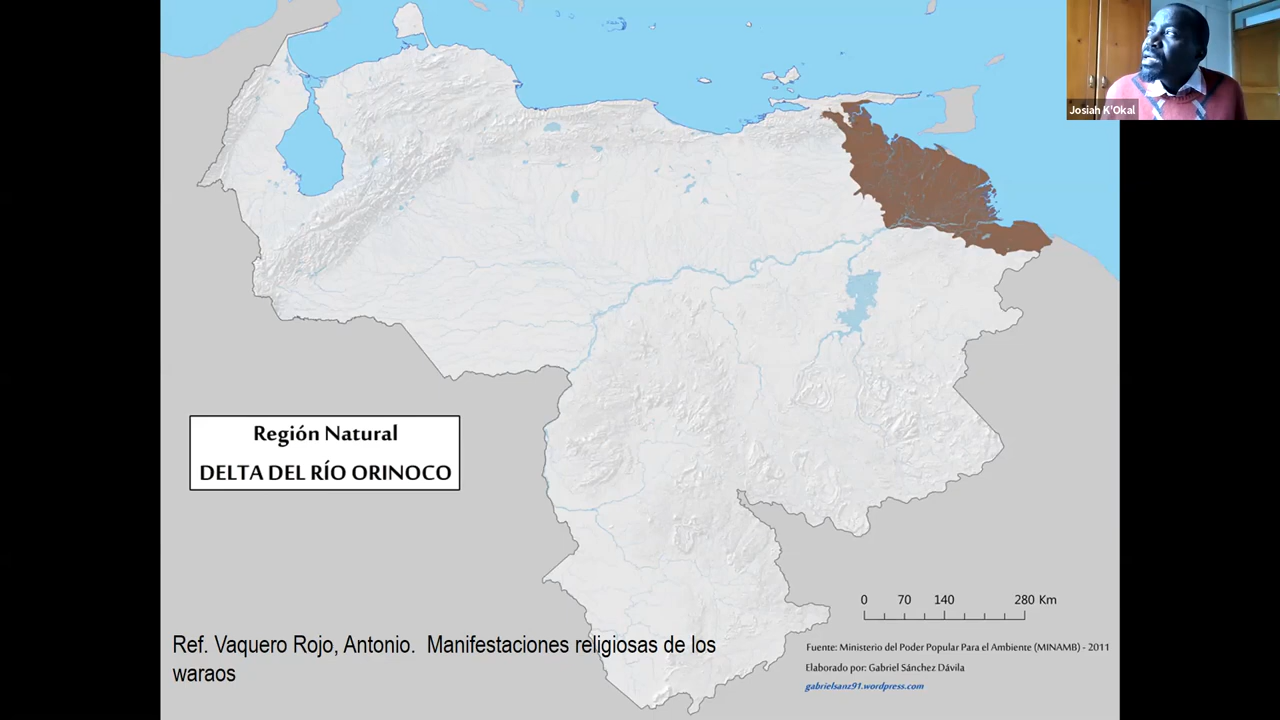 Josiah K'Okal
Región Natural
DELTA DEL RÍO ORINOCO
0 70 140 280 Km
Ref. Vaquero Rojo, Antonio. Manifestaciones religiosas de los
waraos
Fuente: Ministerio del Poder Popular Para el Ambiente (MINAMB) - 2011
Elaborado por: Gabriel Sánchez Dávila
gabrielsanz91.wordpress.com